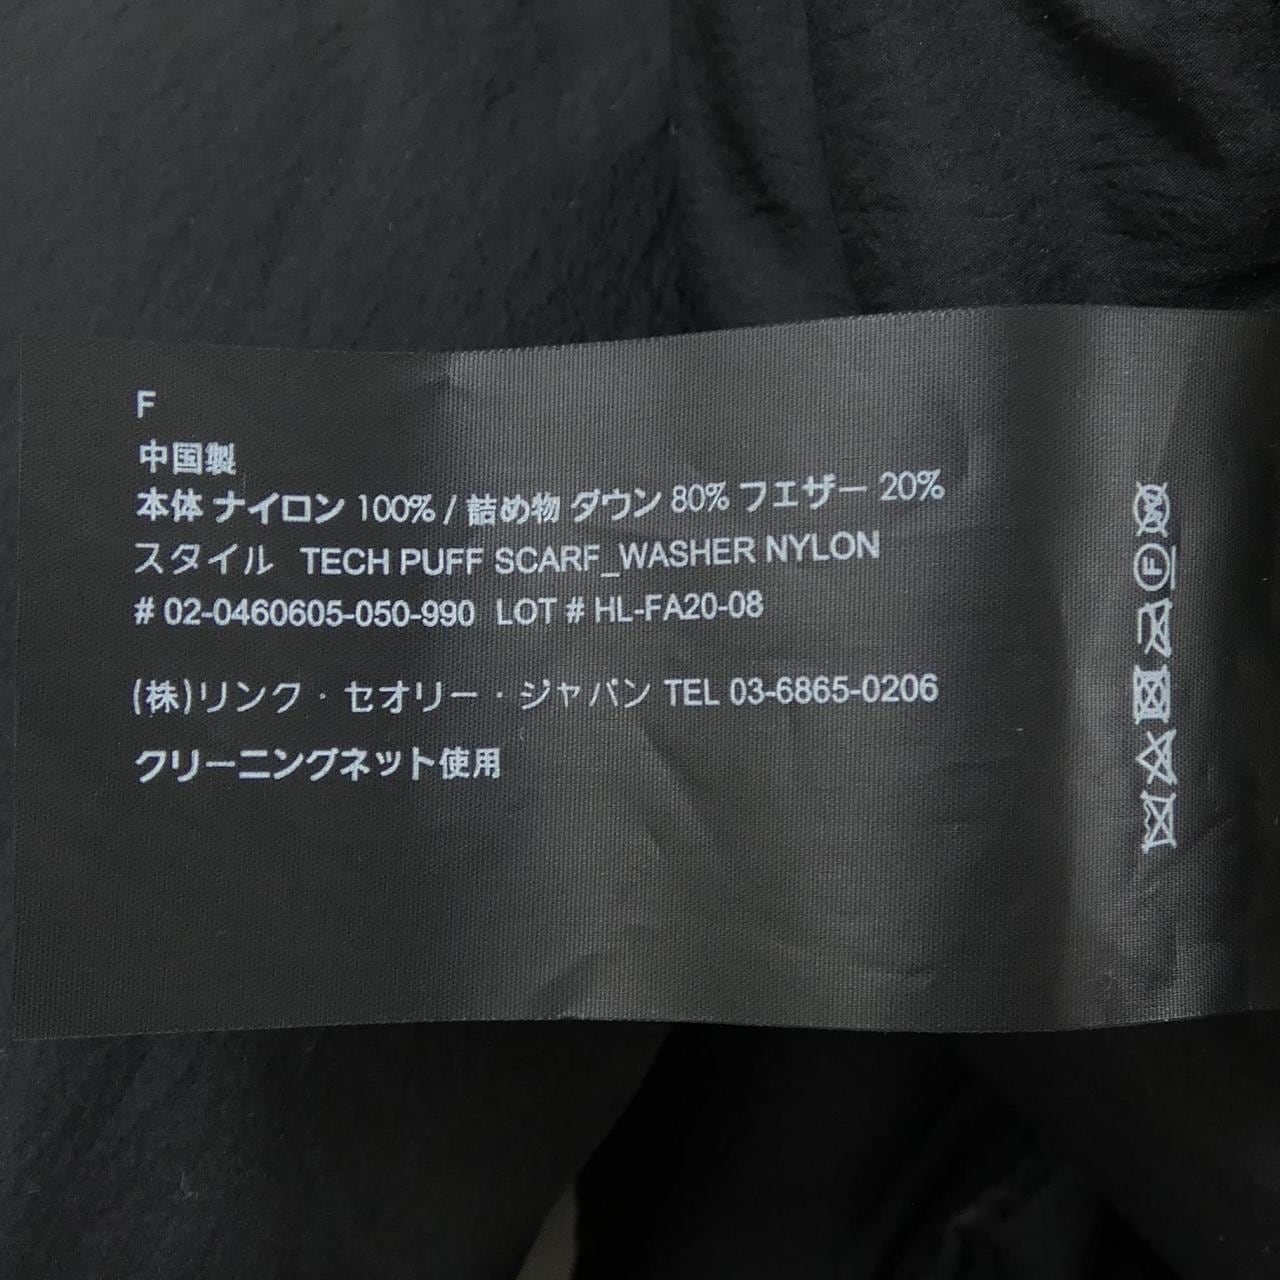 F
中国製
本体 ナイロン 100% / 詰め物 ダウン 80% フエザー 20%
スタイル TECH PUFF SCARF_WASHER NYLON
# 02-0460605-050-990 LOT # HL-FA20-08
(株)リンク・セオリー・ジャパン TEL 03-6865-0206
クリーニングネット使用
W
F